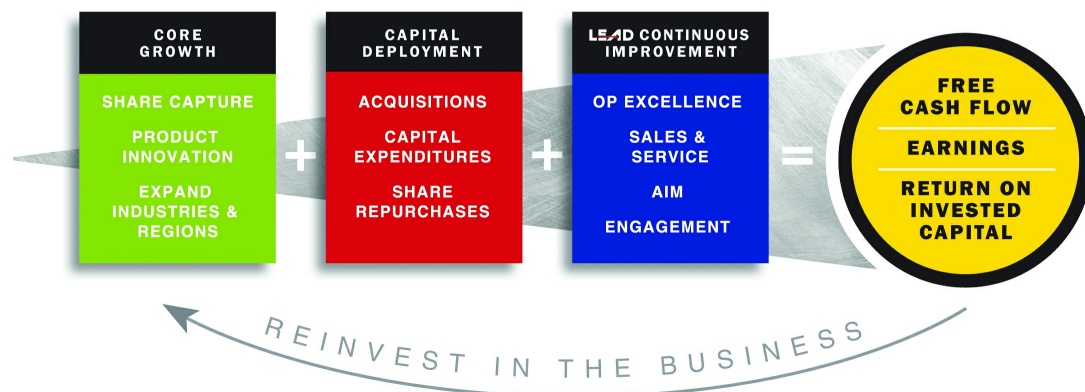 CORE
GROWTH
SHARE CAPTURE
PRODUCT
INNOVATION
EXPAND
INDUSTRIES &
REGIONS
+
CAPITAL
DEPLOYMENT
ACQUISITIONS
CAPITAL
EXPENDITURES
SHARE
REPURCHASES
+
LEAD CONTINUOUS
IMPROVEMENT
OP EXCELLENCE
SALES &
SERVICE
AIM
ENGAGEMENT
=
FREE
CASH FLOW
EARNINGS
RETURN ON
INVESTED
CAPITAL
REINVEST IN THE BUSINESS